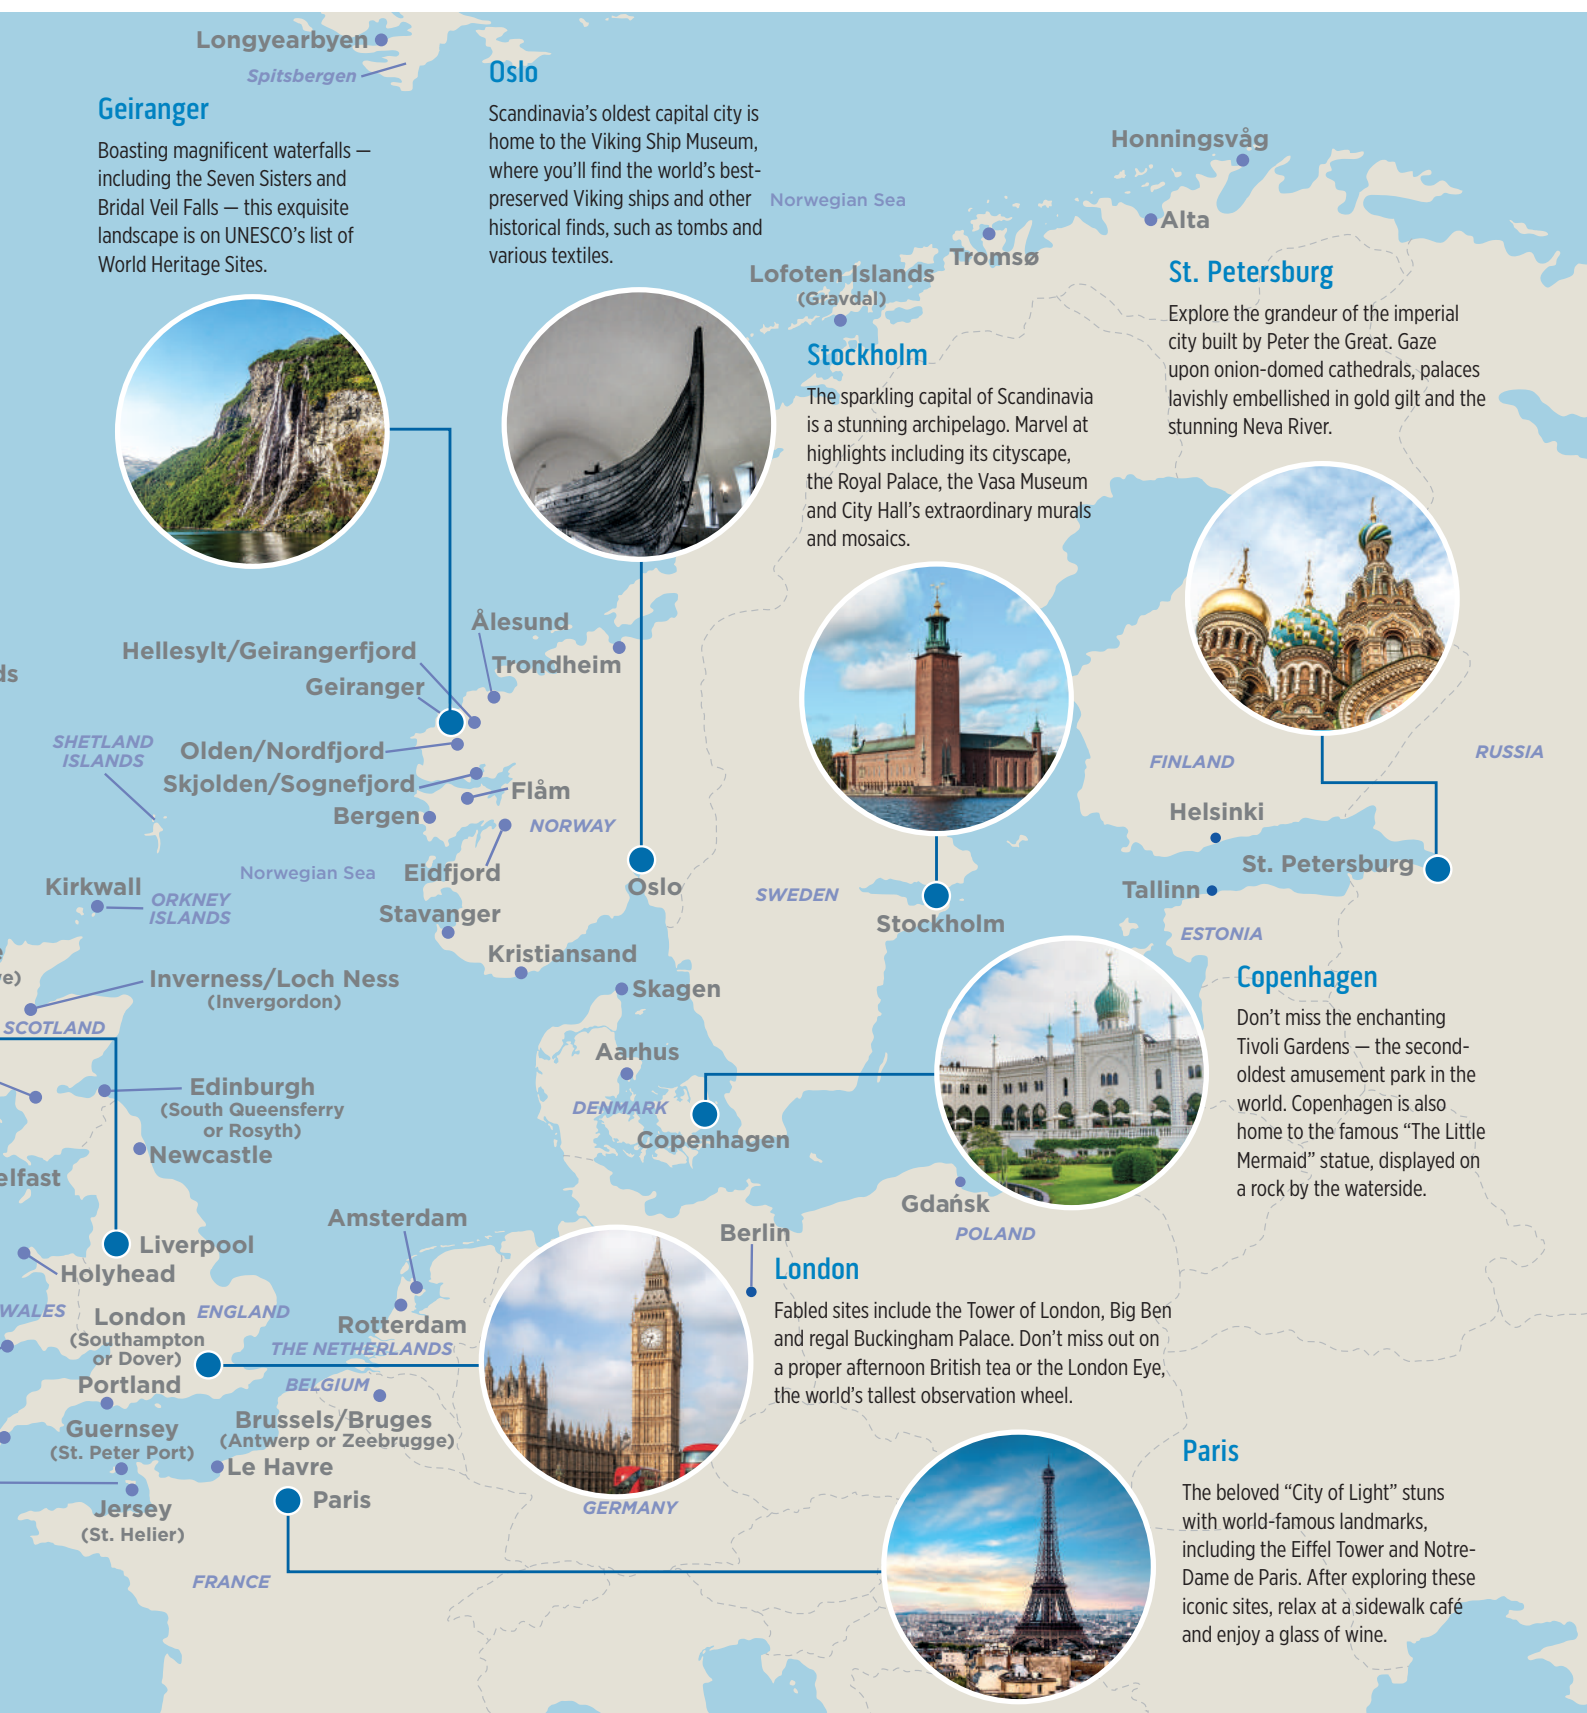 Longyearbyen
Spitsbergen
Geiranger
Boasting magnificent waterfalls —
including the Seven Sisters and
Bridal Veil Falls — this exquisite
landscape is on UNESCO's list of
World Heritage Sites.
Oslo
Scandinavia's oldest capital city is
home to the Viking Ship Museum,
where you'll find the world's best-
preserved Viking ships and other
historical finds, such as tombs and
various textiles.
Norwegian Sea
Honningsvåg
Alta
Tromsø
Lofoten Islands
(Gravdal)
St. Petersburg
Explore the grandeur of the imperial
city built by Peter the Great. Gaze
upon onion-domed cathedrals, palaces
lavishly embellished in gold gilt and the
stunning Neva River.
Stockholm
The sparkling capital of Scandinavia
is a stunning archipelago. Marvel at
highlights including its cityscape,
the Royal Palace, the Vasa Museum
and City Hall's extraordinary murals
and mosaics.
Ålesund
Hellesylt/Geirangerfjord
Trondheim
Geiranger
ds
SHETLAND
ISLANDS
Olden/Nordfjord
Skjolden/Sognefjord
Flåm
Bergen
NORWAY
Norwegian Sea
Eidfjord
Kirkwall
ORKNEY
ISLANDS
Stavanger
Oslo
Kristiansand
FINLAND
RUSSIA
Helsinki
St. Petersburg
Tallinn
ESTONIA
SWEDEN
Stockholm
e
ve)
Inverness/Loch Ness
(Invergordon)
SCOTLAND
Skagen
Aarhus
DENMARK
Copenhagen
Copenhagen
Don't miss the enchanting
Tivoli Gardens — the second-
oldest amusement park in the
world. Copenhagen is also
home to the famous “The Little
Mermaid” statue, displayed on
a rock by the waterside.
Edinburgh
(South Queensferry
or Rosyth)
Newcastle
elfast
Amsterdam
Gdańsk
POLAND
Berlin
Liverpool
Holyhead
WALES
London
(Southampton
or Dover)
ENGLAND
Rotterdam
THE NETHERLANDS
London
Fabled sites include the Tower of London, Big Ben
and regal Buckingham Palace. Don't miss out on
a proper afternoon British tea or the London Eye,
the world's tallest observation wheel.
Portland
BELGIUM
Guernsey
(St. Peter Port)
Brussels/Bruges
(Antwerp or Zeebrugge)
Le Havre
Jersey
(St. Helier)
Paris
GERMANY
FRANCE
Paris
The beloved “City of Light” stuns
with world-famous landmarks,
including the Eiffel Tower and Notre-
Dame de Paris. After exploring these
iconic sites, relax at a sidewalk café
and enjoy a glass of wine.